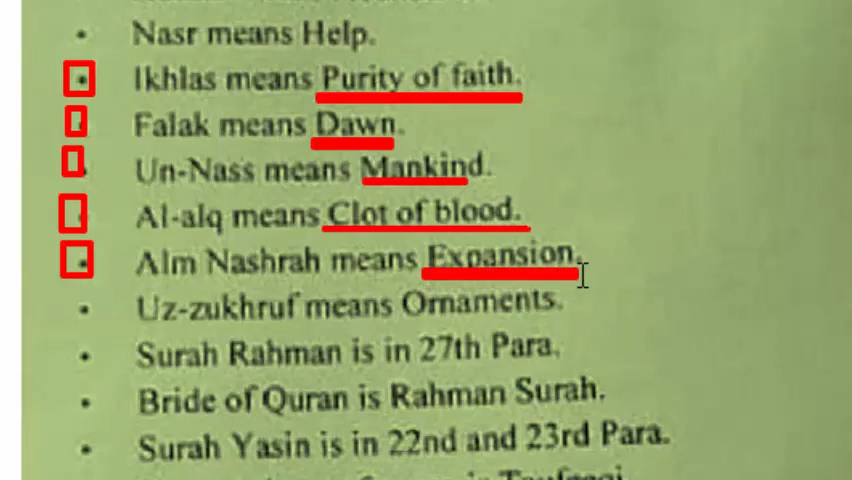 • Nasr means Help.
• Ikhlas means Purity of faith.
• Falak means Dawn.
• Un-Nass means Mankind.
• Al-alq means Clot of blood.
• Alm Nashrah means Expansion.
• Uz-zukhruf means Ornaments.
• Surah Rahman is in 27th Para.
• Bride of Quran is Rahman Surah.
• Surah Yasin is in 22nd and 23rd Para.